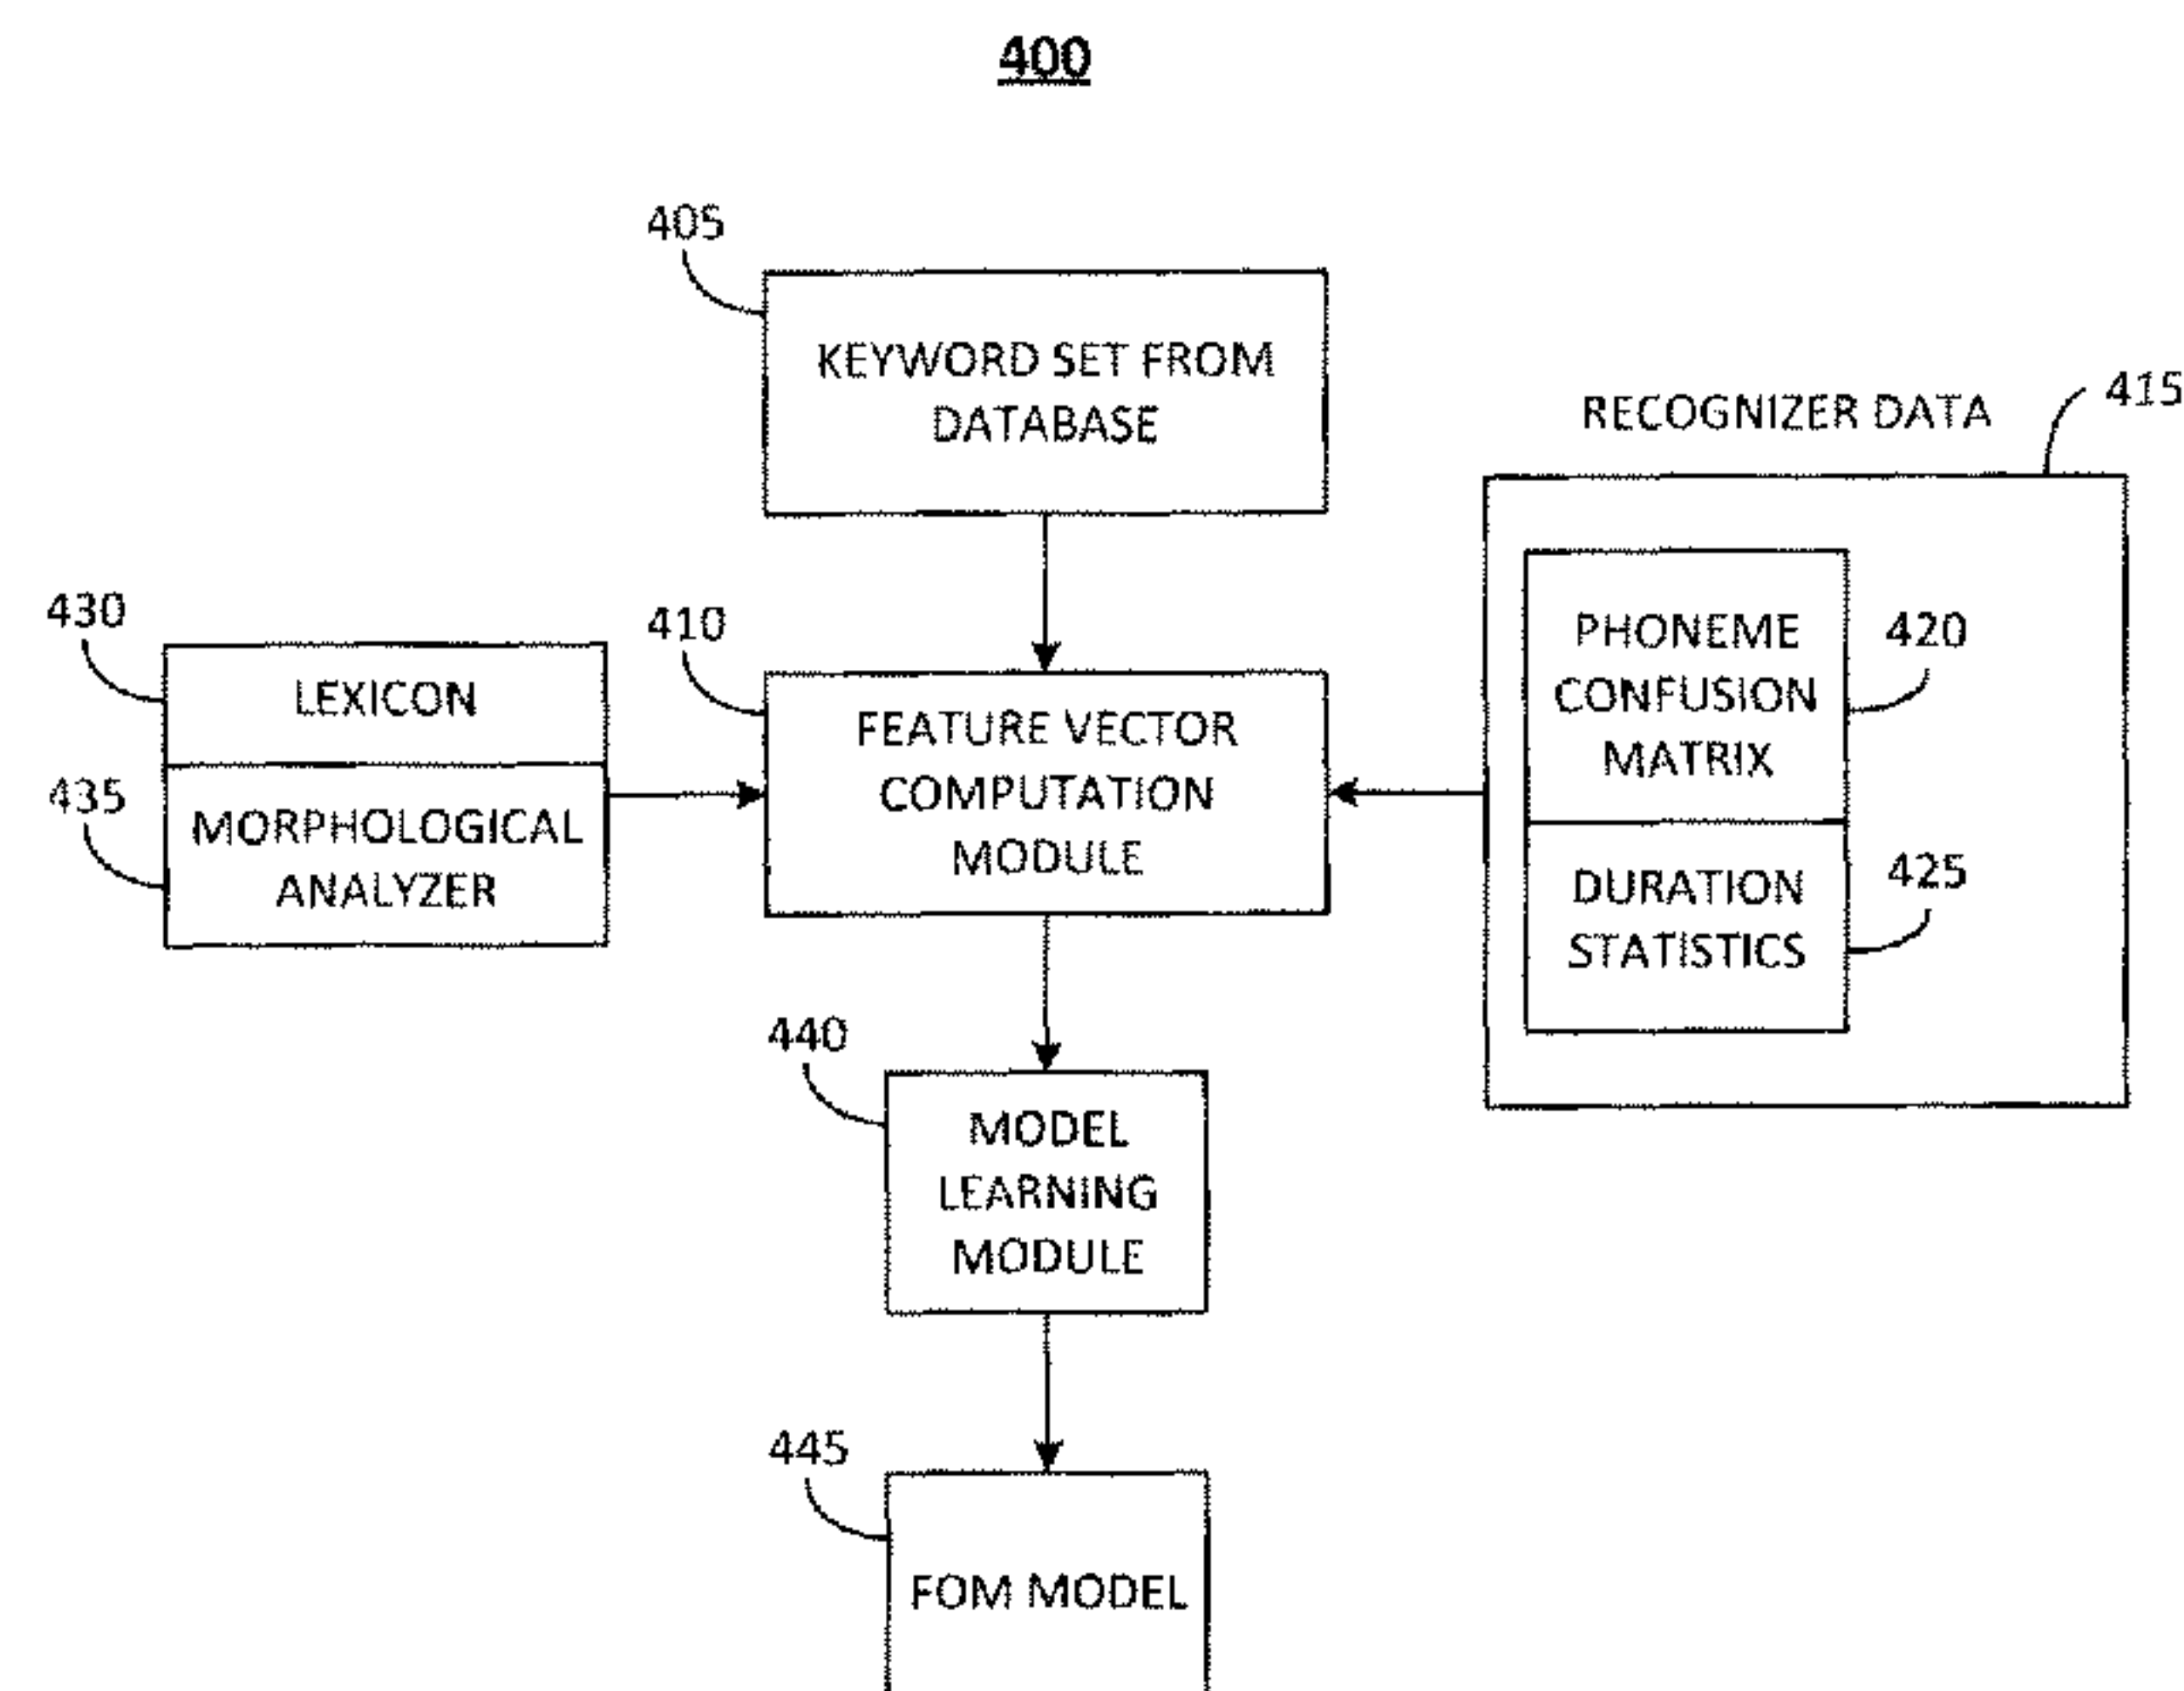 400
405
KEYWORD SET FROM
DATABASE
RECOGNIZER DATA
415
430
LEXICON
435
MORPHOLOGICAL
ANALYZER
410
FEATURE VECTOR
COMPUTATION
MODULE
PHONEME
CONFUSION
MATRIX
420
DURATION
STATISTICS
425
440
MODEL
LEARNING
MODULE
445
FOM MODEL